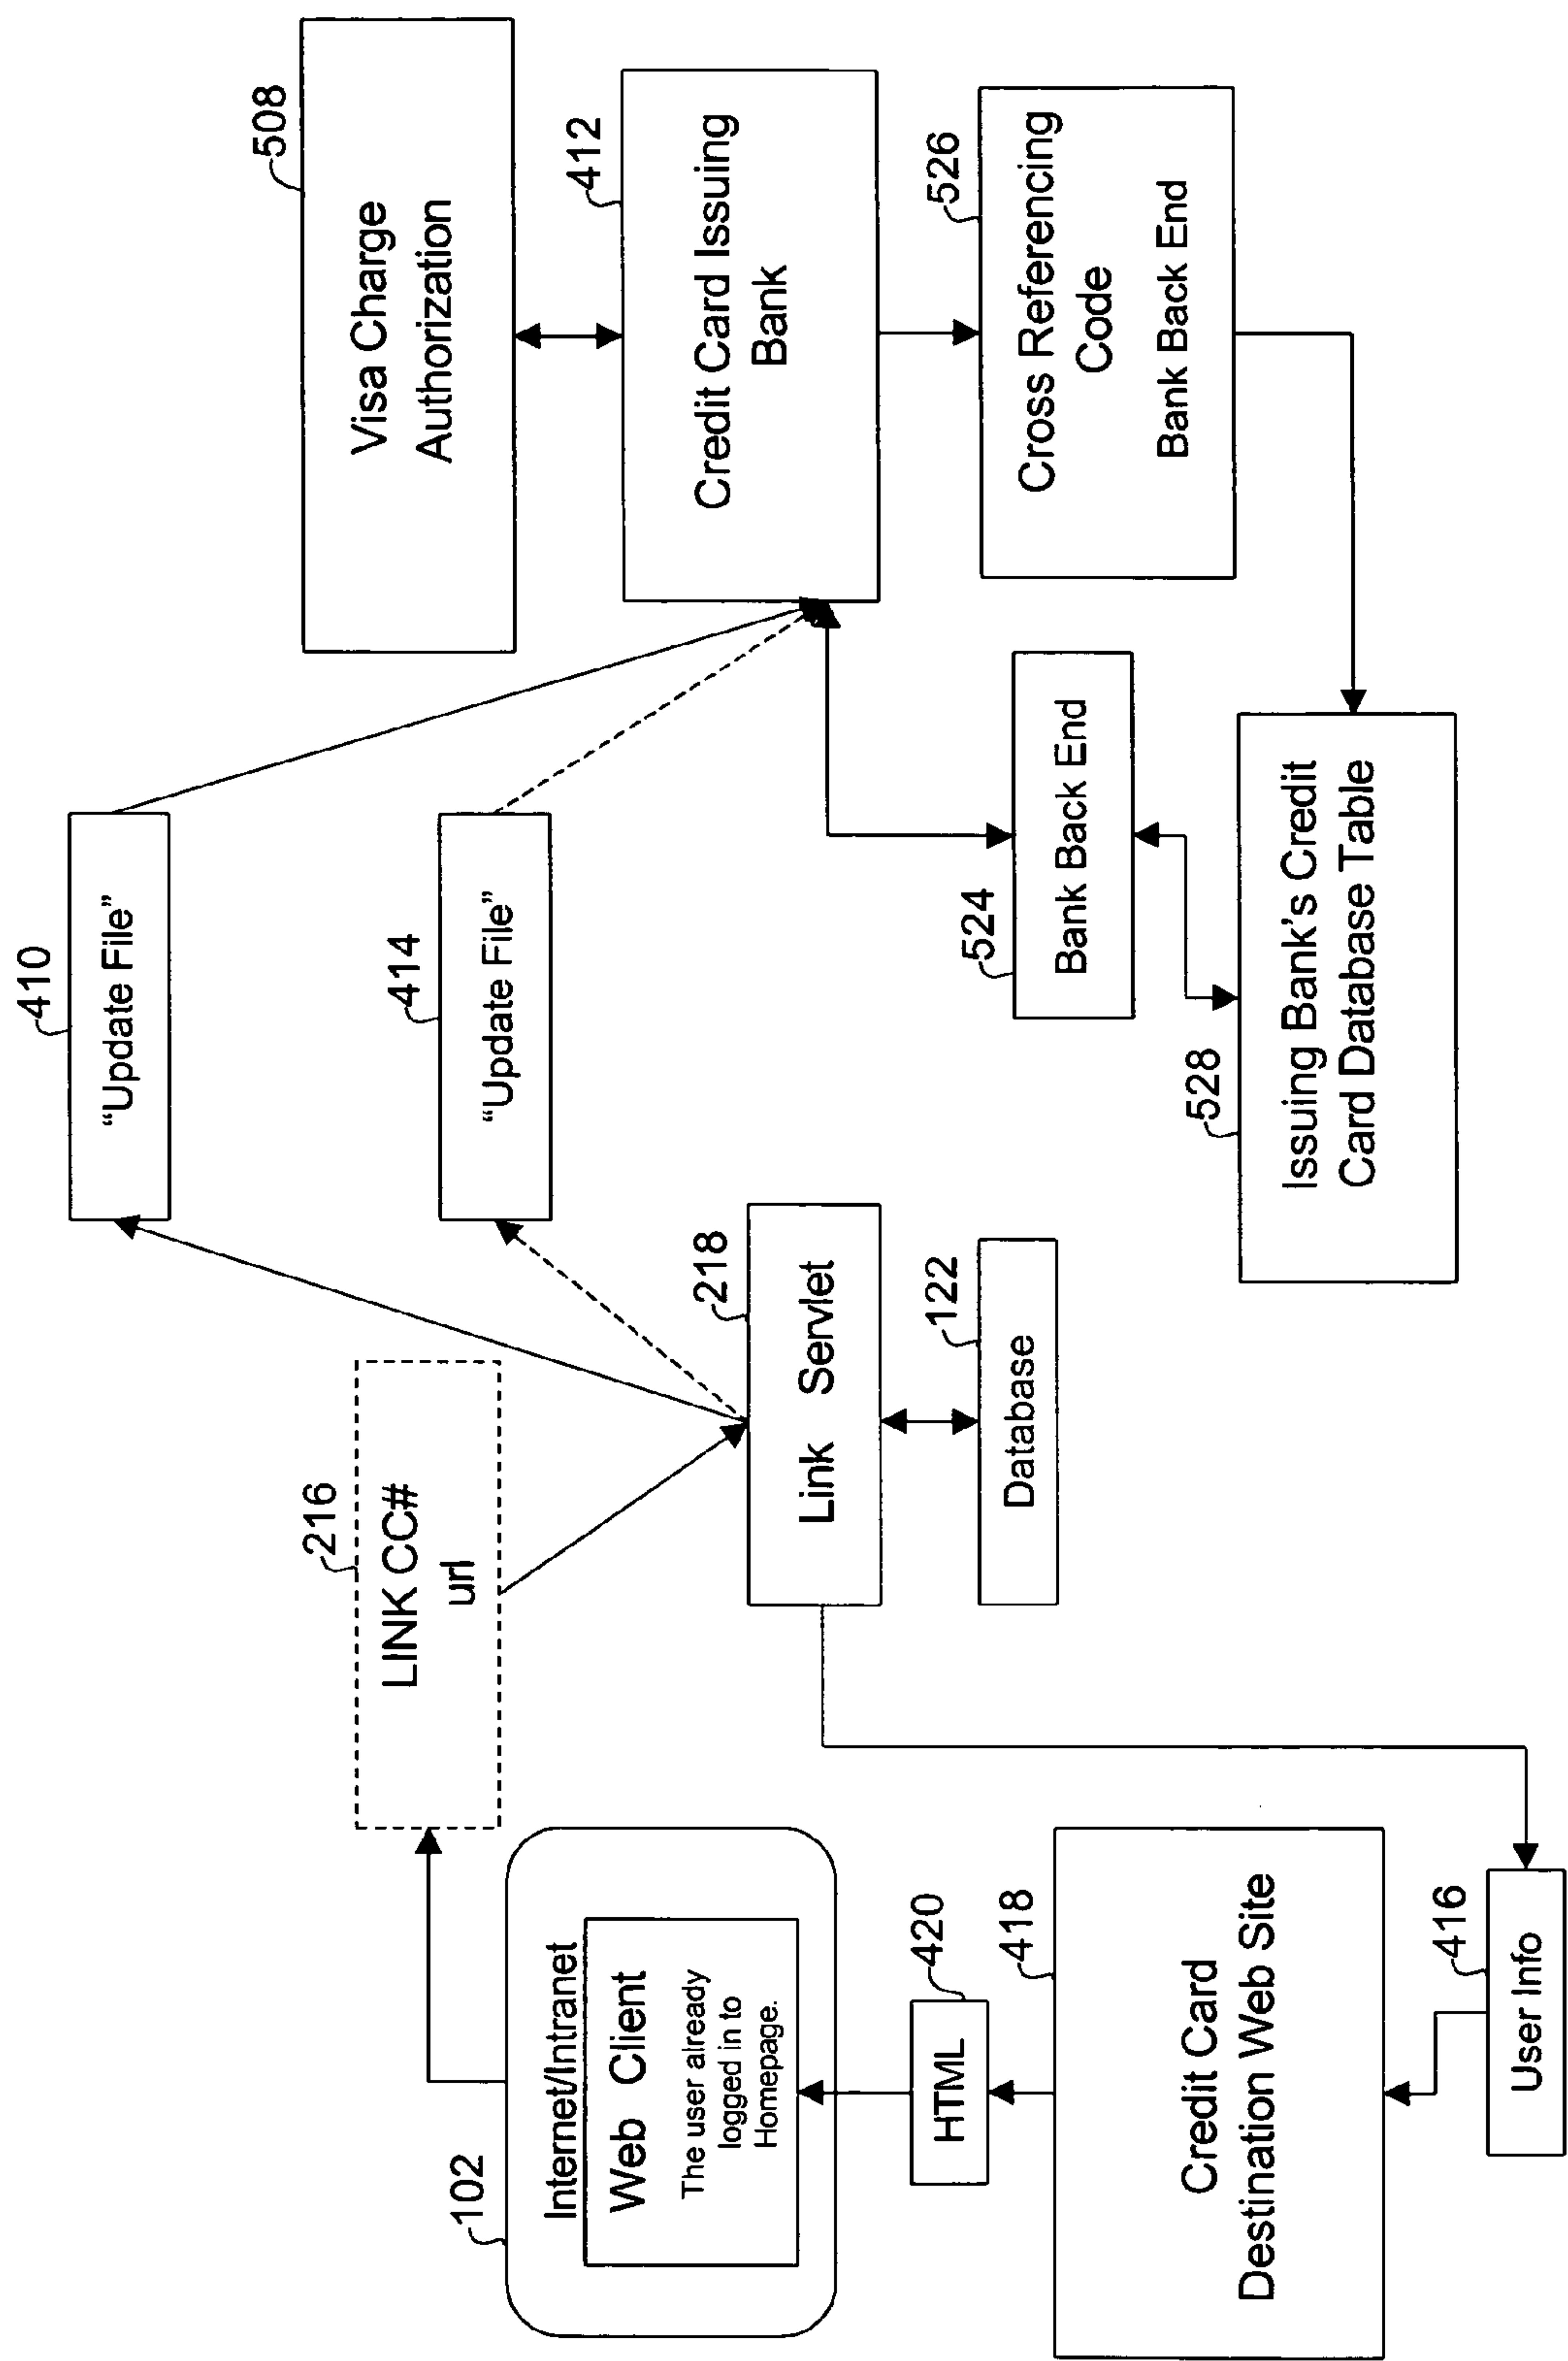 410
"Update File"
508
Visa Charge
Authorization
216
LINK CC#
url
414
"Update File"
102
Internet/Intranet
Web Client
The user already
logged in to
Homepage.
412
Credit Card Issuing
Bank
218
Link Servlet
420
HTML
122
Database
524
Bank Back End
526
Cross Referencing
Code
Bank Back End
418
Credit Card
Destination Web Site
528
Issuing Bank's Credit
Card Database Table
416
User Info